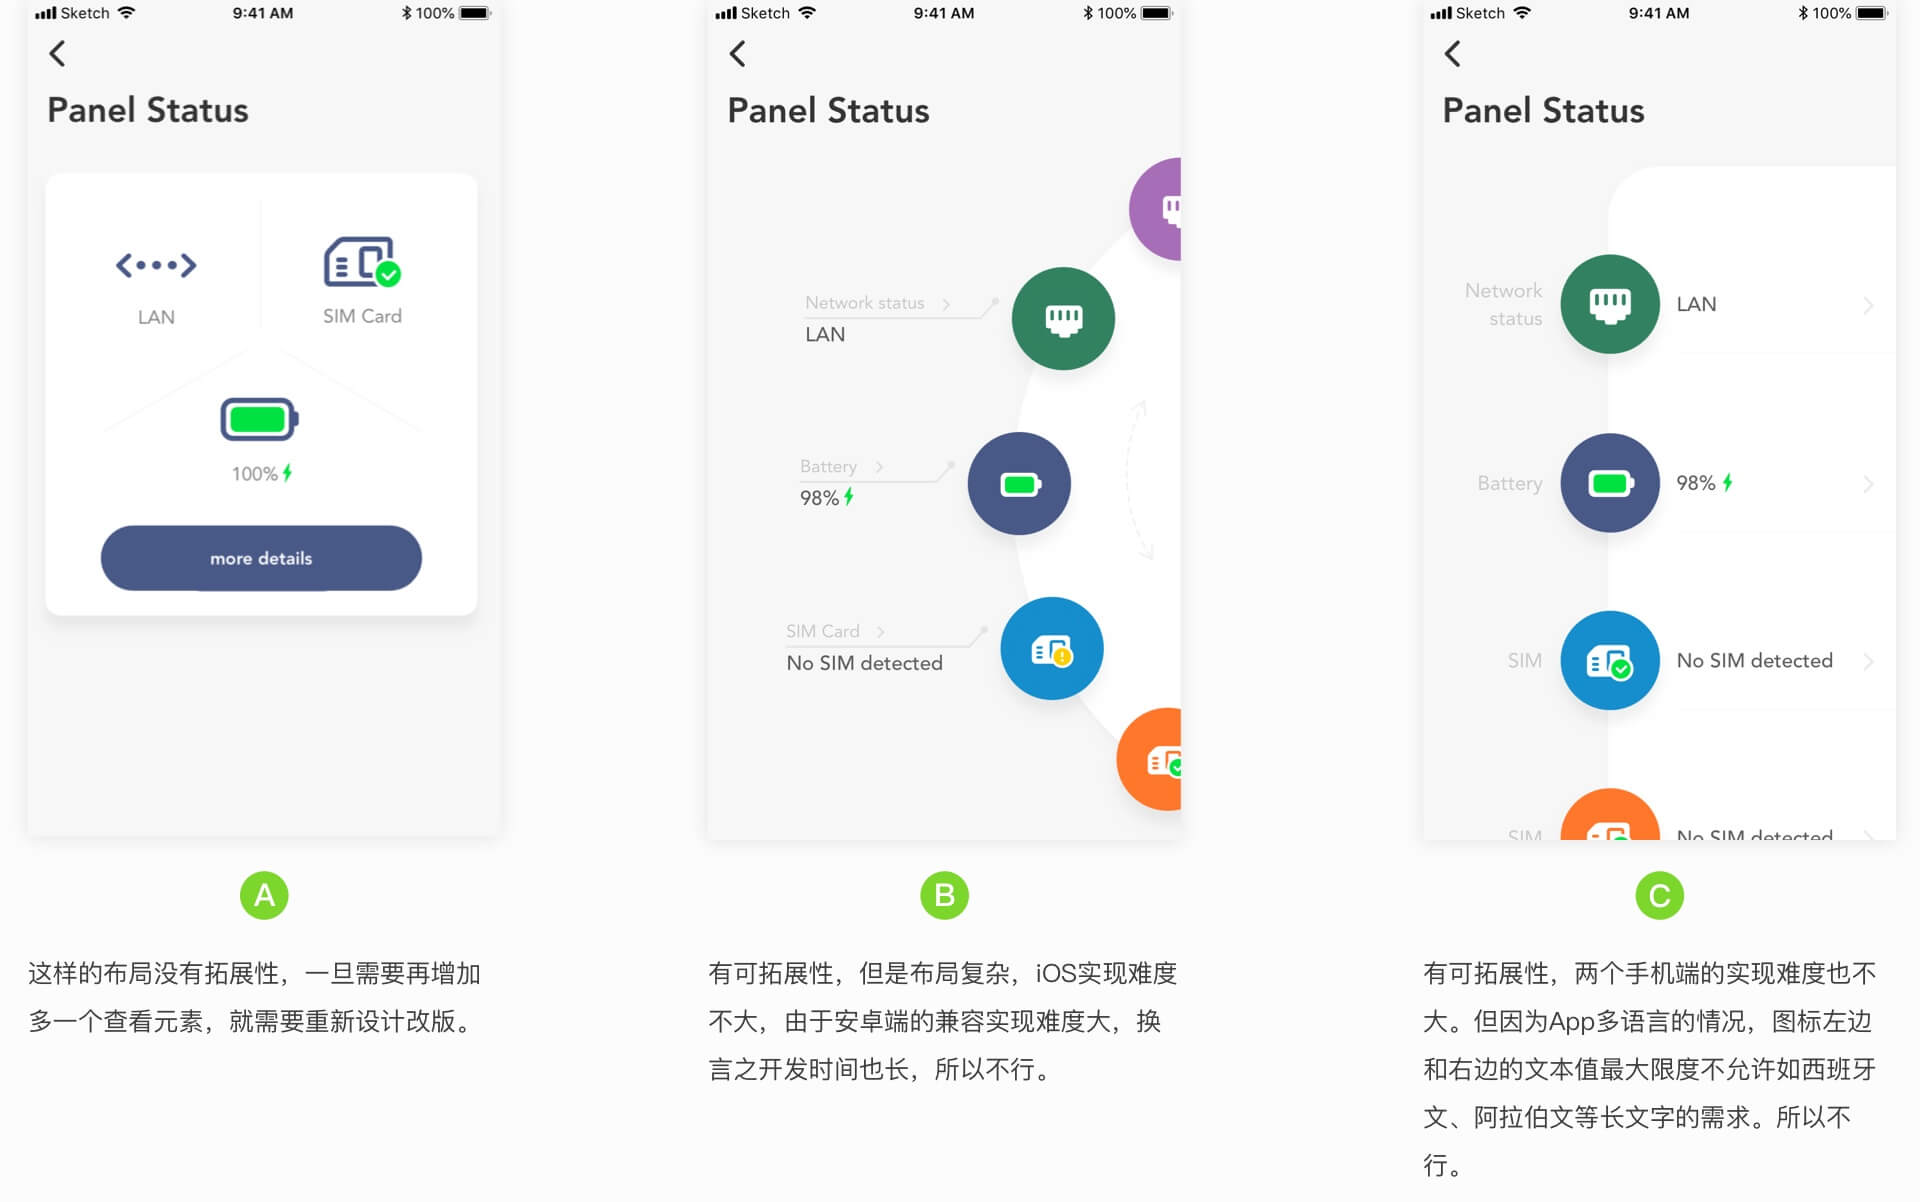 Sketch 9:41 AM 100%
Panel Status
LAN
SIM Card
100%
more details
A
这样的布局没有拓展性，一旦需要再增加
多一个查看元素，就需要重新设计改版。
Sketch 9:41 AM 100%
Panel Status
Network status
LAN
Battery
98%
SIM Card
No SIM detected
B
有可拓展性，但是布局复杂，iOS实现难度
不大，由于安卓端的兼容实现难度大，换
言之开发时间也长，所以不行。
Sketch 9:41 AM 100%
Panel Status
Network
status
LAN
Battery
98%
SIM
No SIM detected
SIM
No SIM detected
C
有可拓展性，两个手机端的实现难度也不
大。但因为App多语言的情况，图标左边
和右边的文本值最大限度不允许如西班牙
文、阿拉伯文等长文字的需求。所以不
行。